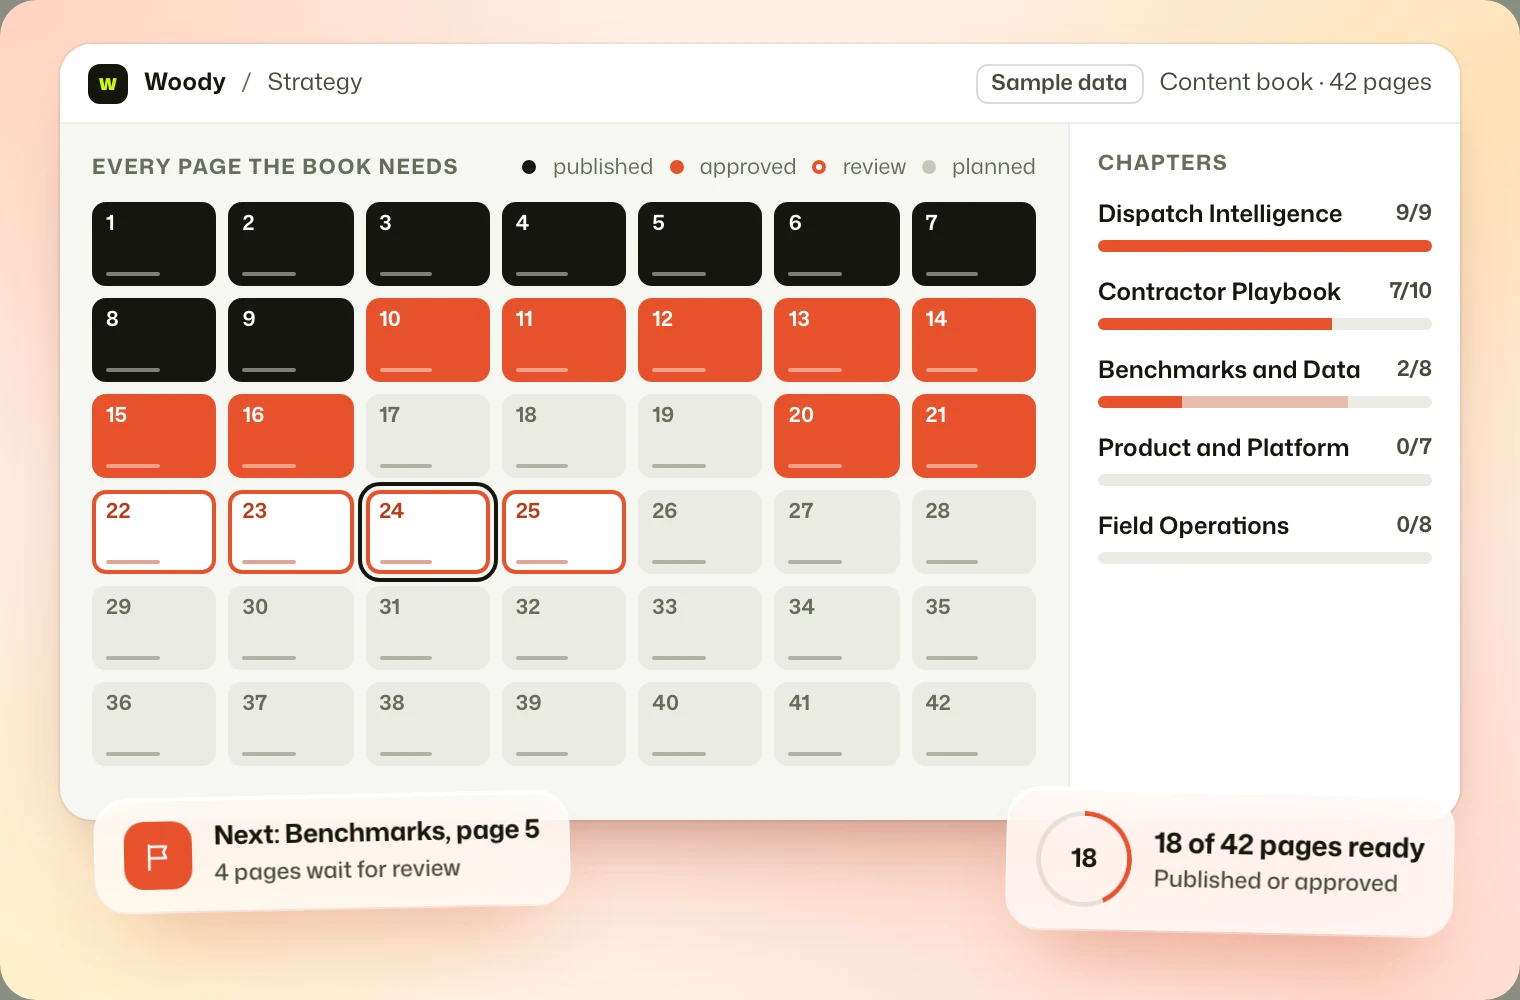 w Woody / Strategy
Sample data Content book · 42 pages
EVERY PAGE THE BOOK NEEDS
published approved review planned
1 2 3 4 5 6 7
8 9 10 11 12 13 14
15 16 17 18 19 20 21
22 23 24 25 26 27 28
29 30 31 32 33 34 35
36 37 38 39 40 41 42
CHAPTERS
Dispatch Intelligence 9/9
Contractor Playbook 7/10
Benchmarks and Data 2/8
Product and Platform 0/7
Field Operations 0/8
Next: Benchmarks, page 5
4 pages wait for review
18
18 of 42 pages ready
Published or approved